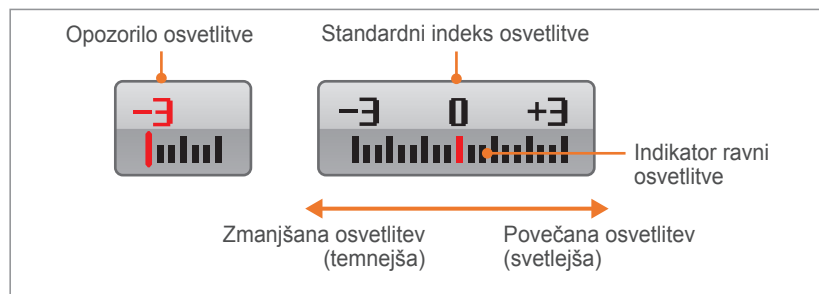 Opozorilo osvetlitve
Standardni indeks osvetlitve
-3
-3 0 +3
Indikator ravni
osvetlitve
Zmanjšana osvetlitev
(temnejša)
Povečana osvetlitev
(svetlejša)